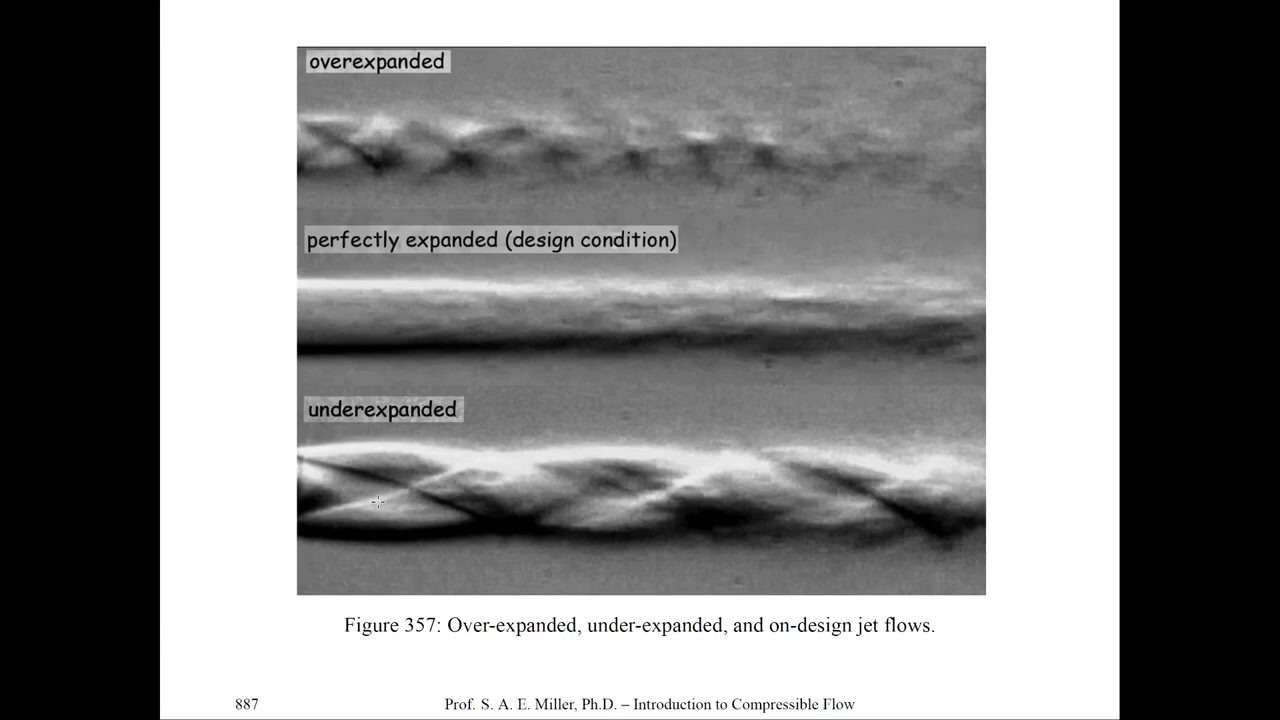 overexpanded
perfectly expanded (design condition)
underexpanded
Figure 357: Over-expanded, under-expanded, and on-design jet flows.
887 Prof. S. A. E. Miller, Ph.D. – Introduction to Compressible Flow